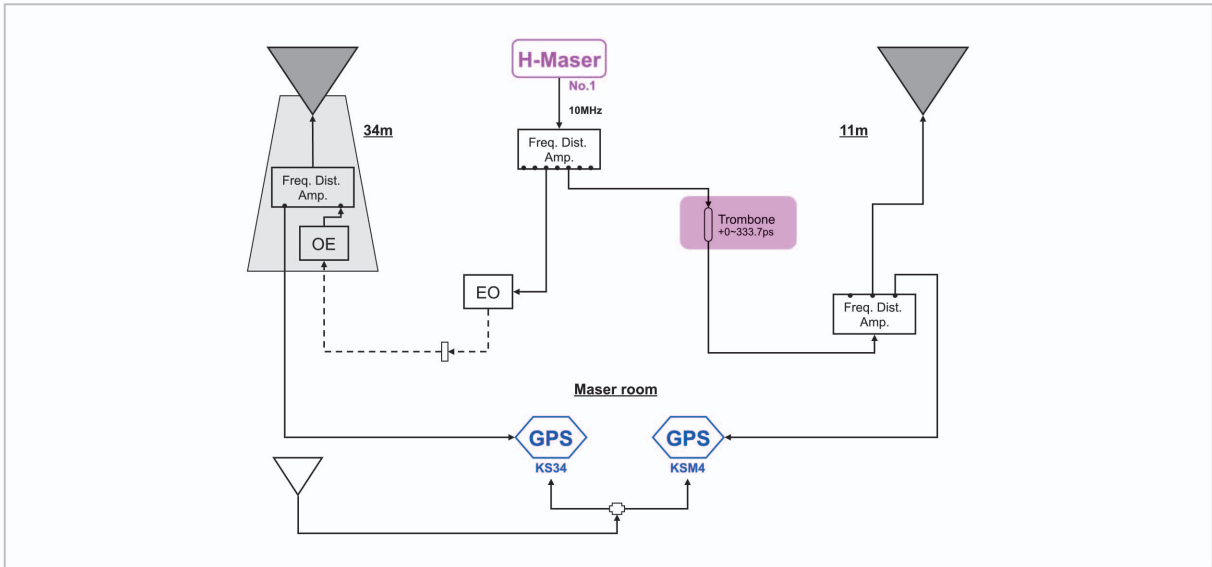 H-Maser
No.1
10MHz
34m
11m
Freq. Dist.
Amp.
Freq. Dist.
Amp.
OE
Trombone
+0~333.7ps
EO
Freq. Dist.
Amp.
Maser room
GPS
KS34
GPS
KSM4